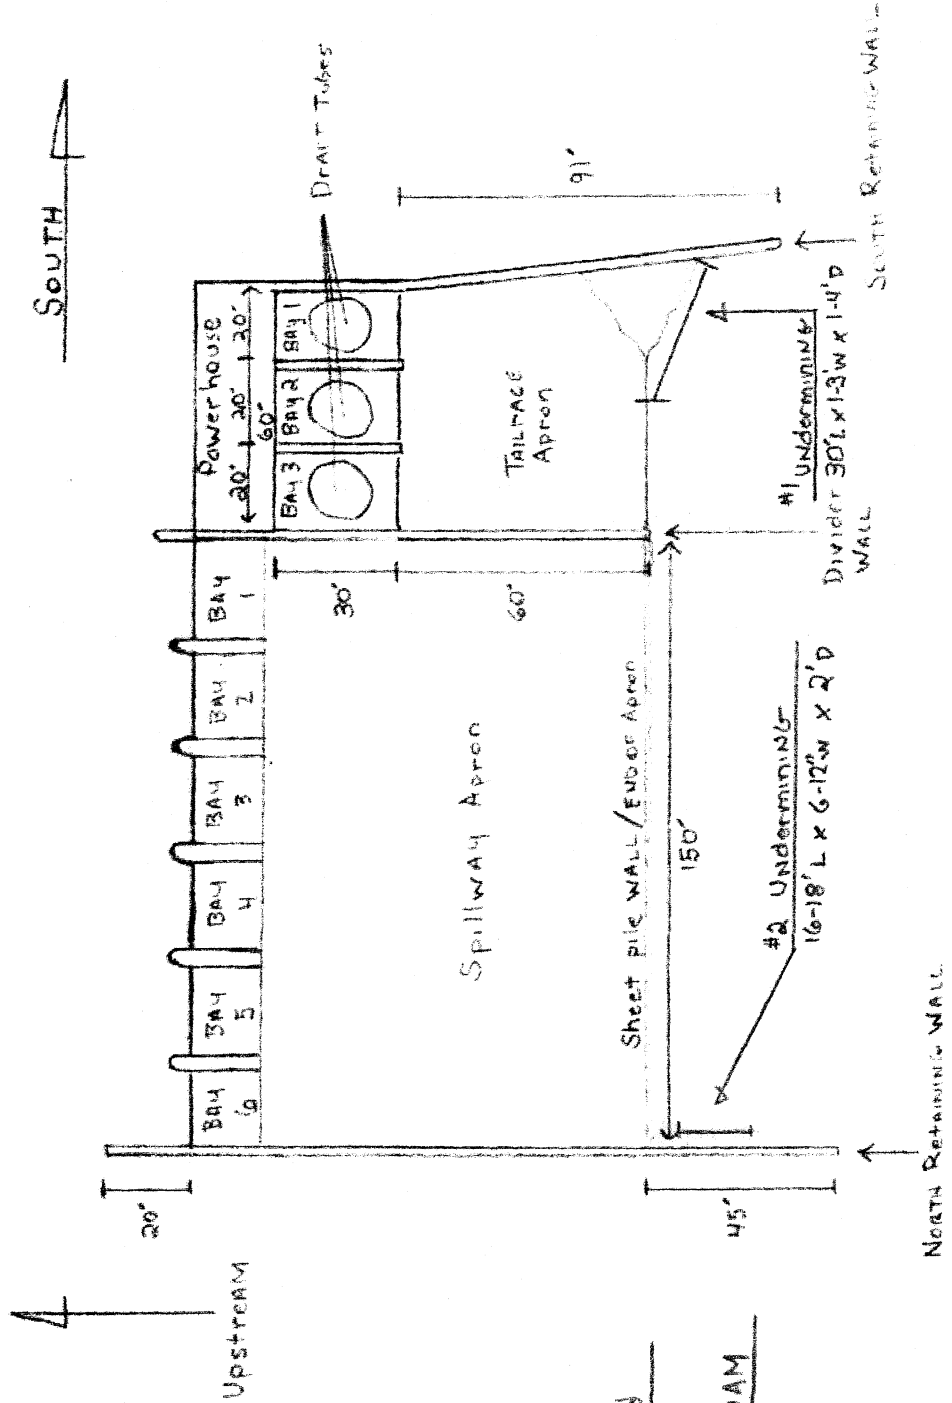 SOUTH
Powerhouse
20' 20' 20'
60'
BAY 3 BAY 2 BAY 1
Draft Tubes
91'
TAILrACE
Apron
South Retaining WALL
#1 UNderminiNG
30'L x 1-3'W x 1-4'D
Divider
WALL
BAY
1
BAY
2
BAY
3
BAY
4
BAY
5
BAY
6
30'
60'
SpillwAY Apron
Sheet pile WALL/END OF Apron
150'
#2 UNderminiNG
16-18' L x 6-12"W x 2'D
20'
45'
NORTH RetaiNiNG WALL
UpstreAM
AM